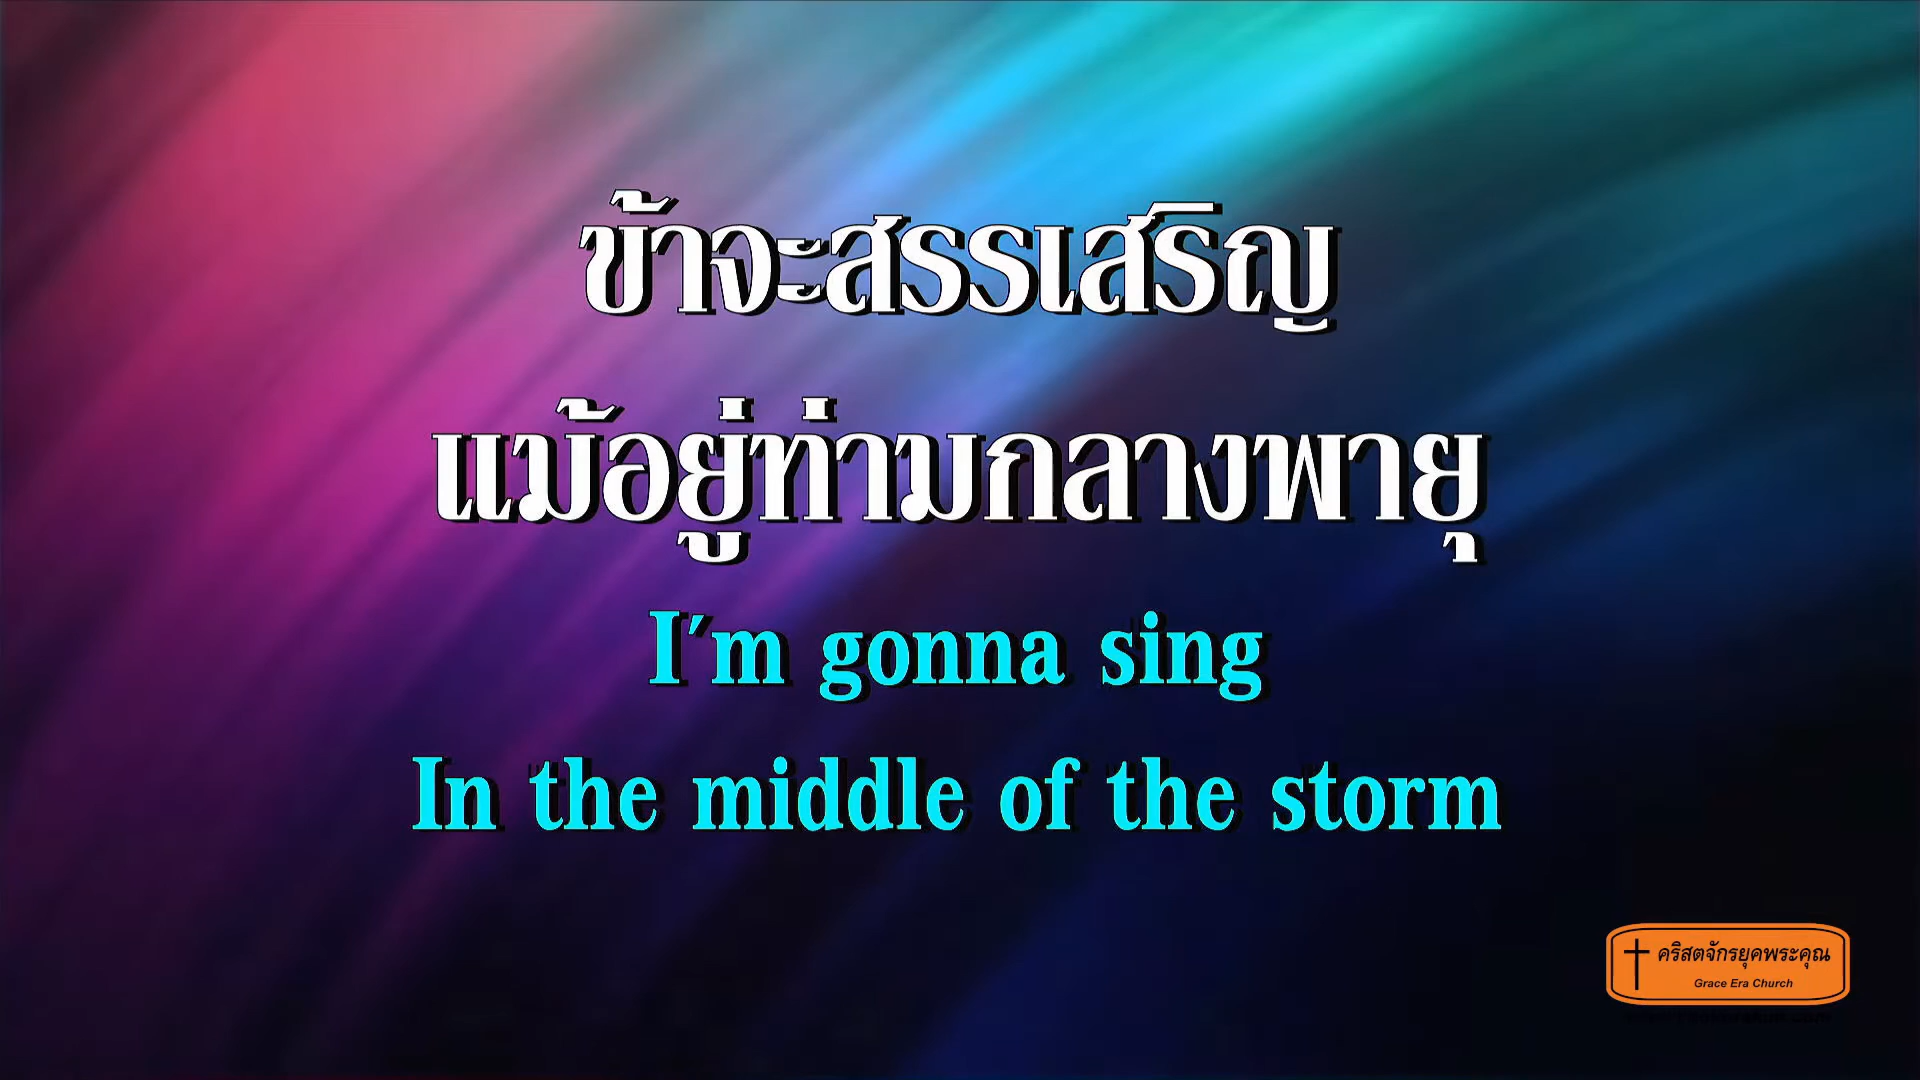 ข้าจะสรรเสริญ
แม้อยู่ท่ามกลางพายุ
I'm gonna sing
In the middle of the storm
คริสตจักรยุคพระคุณ
Grace Era Church